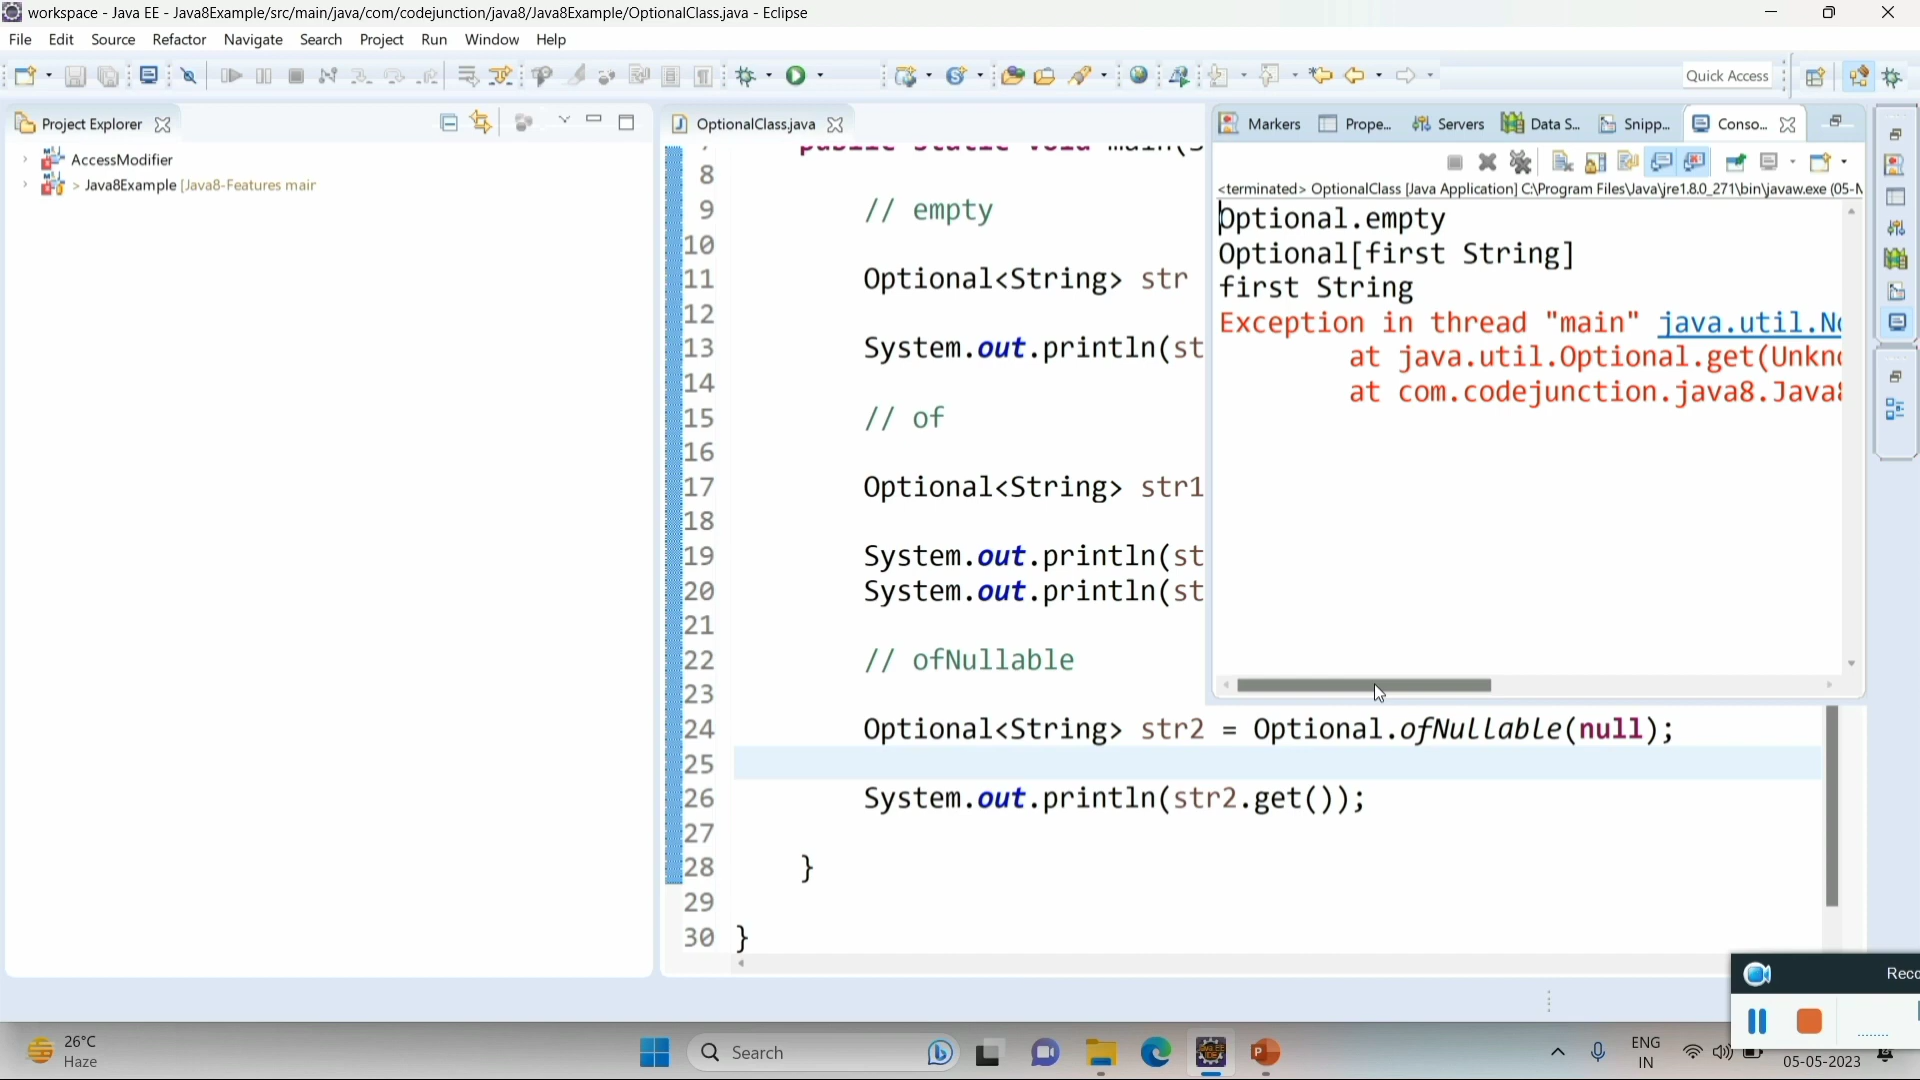 workspace - Java EE - Java8Example/src/main/java/com/codejunction/java8/Java8Example/OptionalClass.java - Eclipse
File Edit Source Refactor Navigate Search Project Run Window Help
Quick Access
Project Explorer
AccessModifier
> Java8Example [Java8-Features mair
OptionalClass.java
8
9 // empty
10
11 Optional<String> str
12
13 System.out.println(st
14
15 // of
16
17 Optional<String> str1
18
19 System.out.println(st
20 System.out.println(st
21
22 // ofNullable
23
24 Optional<String> str2 = Optional.ofNullable(null);
25
26 System.out.println(str2.get());
27
28 }
29
30 }
Markers Prope... Servers Data S... Snipp... Conso...
<terminated> OptionalClass [Java Application] C:\Program Files\Java\jre1.8.0_271\bin\javaw.exe (05-M
Optional.empty
Optional[first String]
first String
Exception in thread "main" java.util.No
at java.util.Optional.get(Unkno
at com.codejunction.java8.Java8
Reco
26°C
Haze
Search
ENG
IN
05-05-2023